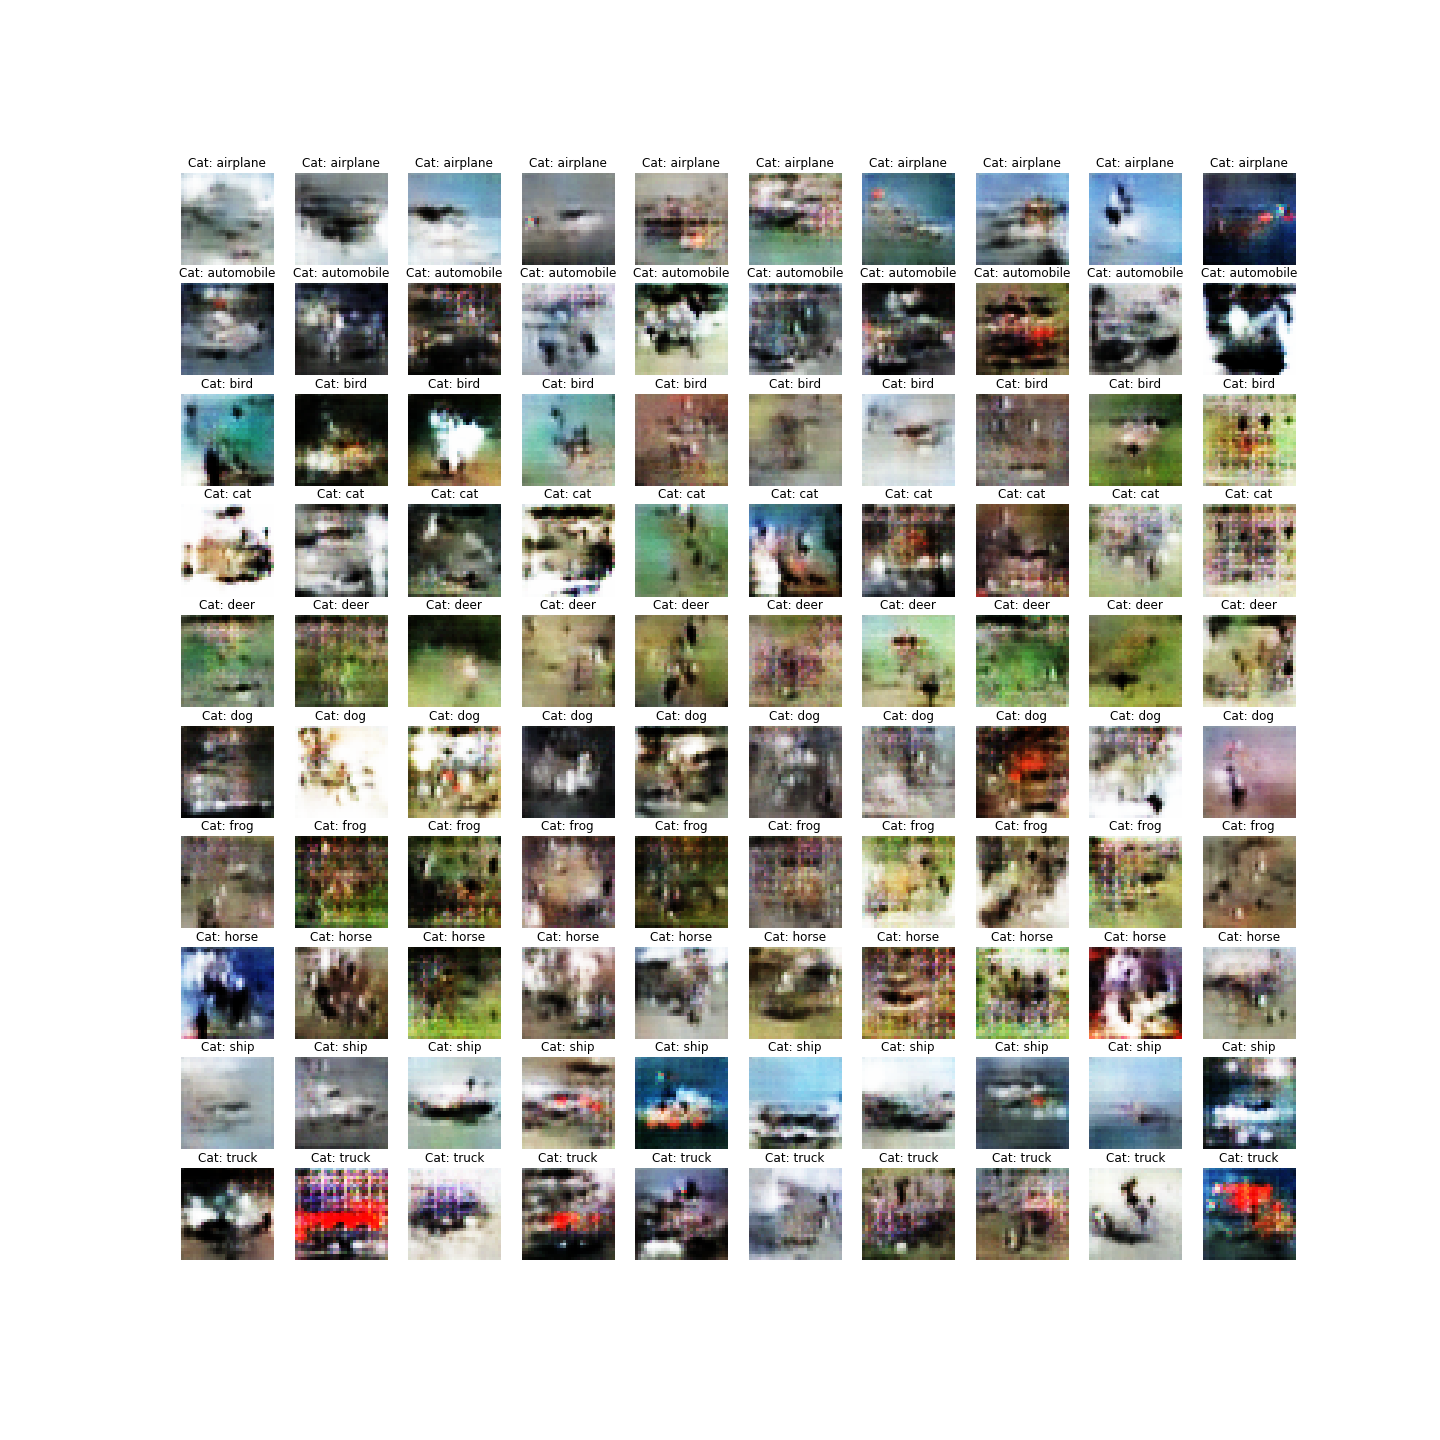 Cat: airplane Cat: airplane Cat: airplane Cat: airplane Cat: airplane Cat: airplane Cat: airplane Cat: airplane Cat: airplane Cat: airplane
Cat: automobile Cat: automobile Cat: automobile Cat: automobile Cat: automobile Cat: automobile Cat: automobile Cat: automobile Cat: automobile Cat: automobile
Cat: bird Cat: bird Cat: bird Cat: bird Cat: bird Cat: bird Cat: bird Cat: bird Cat: bird Cat: bird
Cat: cat Cat: cat Cat: cat Cat: cat Cat: cat Cat: cat Cat: cat Cat: cat Cat: cat Cat: cat
Cat: deer Cat: deer Cat: deer Cat: deer Cat: deer Cat: deer Cat: deer Cat: deer Cat: deer Cat: deer
Cat: dog Cat: dog Cat: dog Cat: dog Cat: dog Cat: dog Cat: dog Cat: dog Cat: dog Cat: dog
Cat: frog Cat: frog Cat: frog Cat: frog Cat: frog Cat: frog Cat: frog Cat: frog Cat: frog Cat: frog
Cat: horse Cat: horse Cat: horse Cat: horse Cat: horse Cat: horse Cat: horse Cat: horse Cat: horse Cat: horse
Cat: ship Cat: ship Cat: ship Cat: ship Cat: ship Cat: ship Cat: ship Cat: ship Cat: ship Cat: ship
Cat: truck Cat: truck Cat: truck Cat: truck Cat: truck Cat: truck Cat: truck Cat: truck Cat: truck Cat: truck